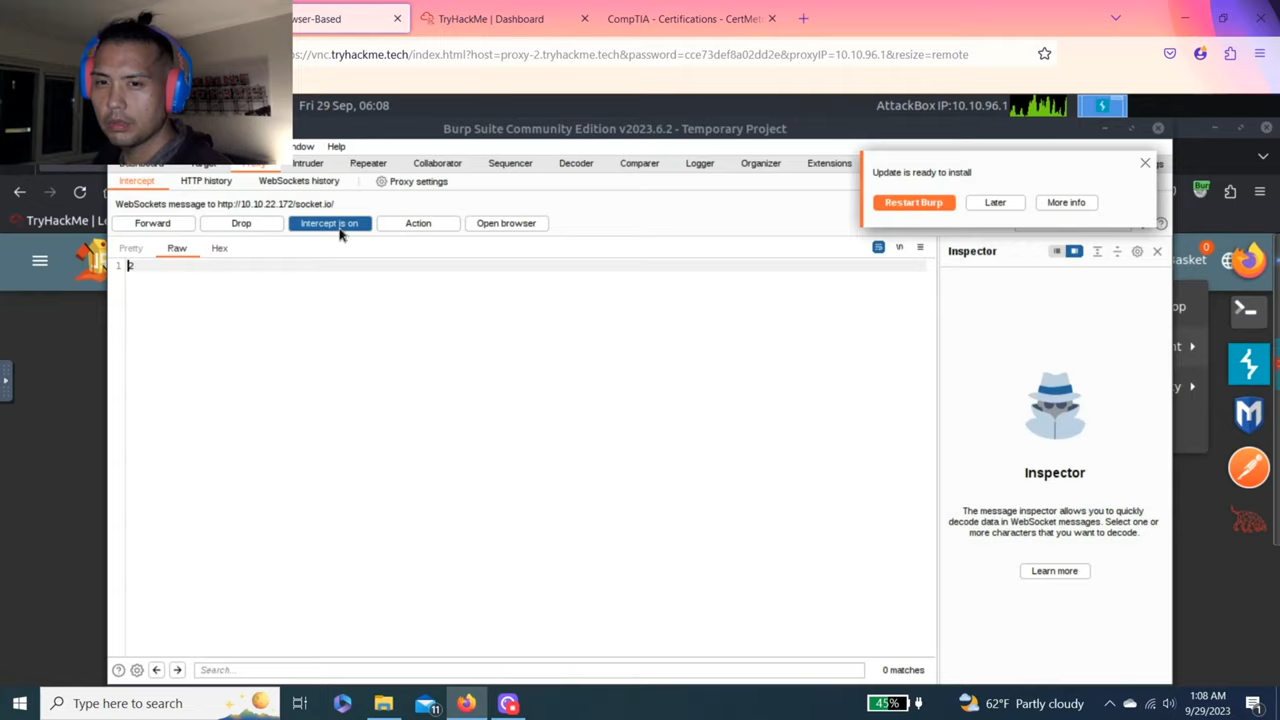 owser-Based
TryHackMe | Dashboard
CompTIA - Certifications - CertMet
s://vnc.tryhackme.tech/index.html?host=proxy-2.tryhackme.tech&password=cce73def8a02dd2e&proxyIP=10.10.96.1&resize=remote
Fri 29 Sep, 06:08
AttackBox IP:10.10.96.1
Burp Suite Community Edition v2023.6.2 - Temporary Project
ndow Help
Intruder Repeater Collaborator Sequencer Decoder Comparer Logger Organizer Extensions
Update is ready to install
Restart Burp Later More info
Intercept HTTP history WebSockets history Proxy settings
WebSockets message to http://10.10.22.172/socket.io/
Forward Drop Intercept is on Action Open browser
TryHackMe |
Bur
Pretty Raw Hex
\n
Inspector
asket
0
1 2
op
nt
y
Inspector
The message inspector allows you to quickly
decode data in WebSocket messages. Select one or
more characters that you want to decode.
Learn more
Search...
0 matches
Type here to search
11
45%
62°F Partly cloudy
1:08 AM
9/29/2023
1